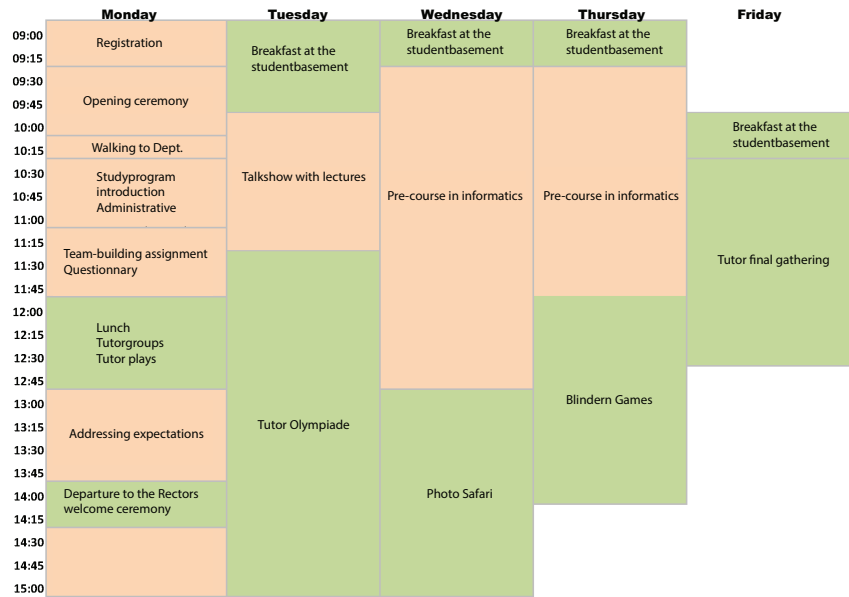 Monday Tuesday Wednesday Thursday Friday
09:00
09:15
09:30
09:45
10:00
10:15
10:30
10:45
11:00
11:15
11:30
11:45
12:00
12:15
12:30
12:45
13:00
13:15
13:30
13:45
14:00
14:15
14:30
14:45
15:00
Registration
Opening ceremony
Walking to Dept.
Studyprogram
introduction
Administrative
Team-building assignment
Questionnary
Lunch
Tutorgroups
Tutor plays
Addressing expectations
Departure to the Rectors
welcome ceremony
Breakfast at the
studentbasement
Talkshow with lectures
Tutor Olympiade
Breakfast at the
studentbasement
Pre-course in informatics
Photo Safari
Breakfast at the
studentbasement
Pre-course in informatics
Blindern Games
Breakfast at the
studentbasement
Tutor final gathering